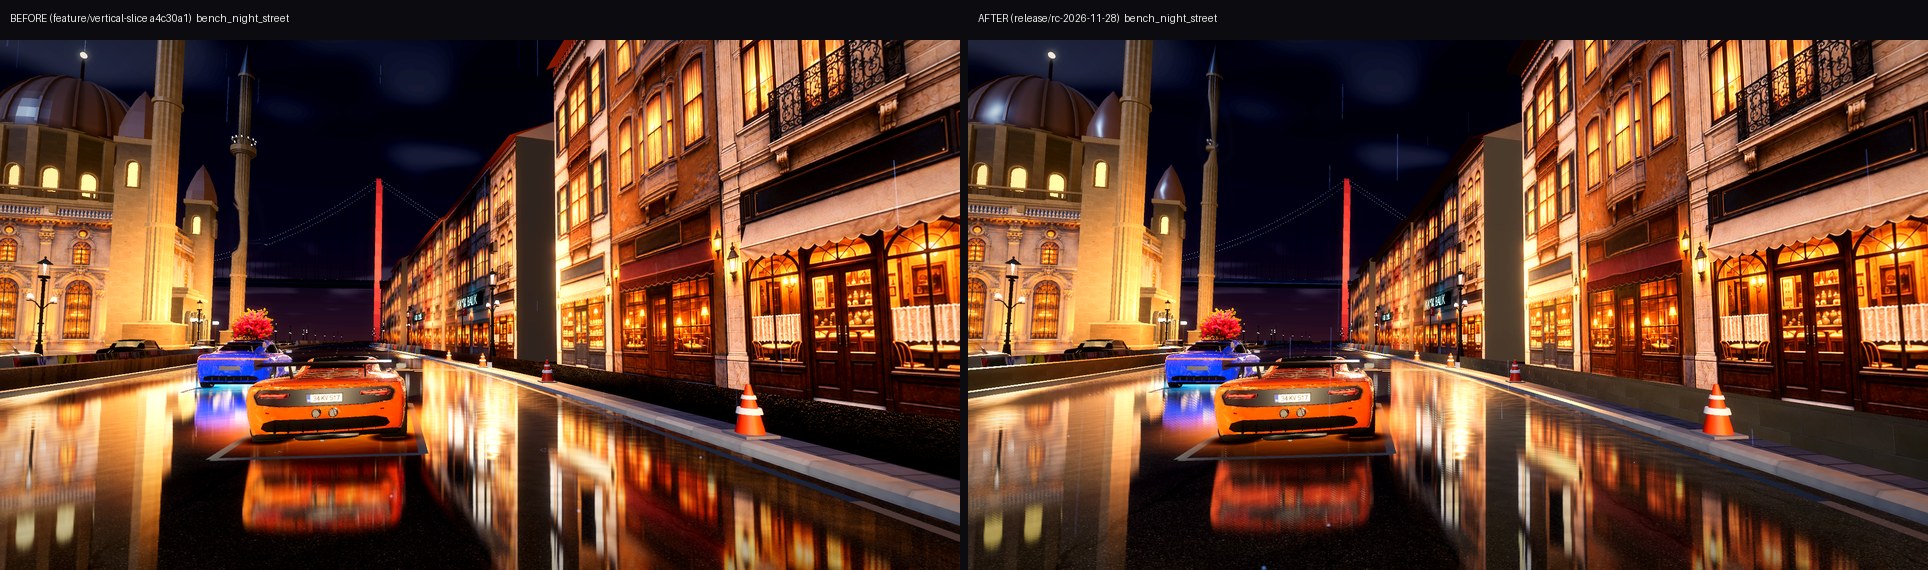 BEFORE (feature/vertical-slice a4c30a1) bench_night_street
AFTER (release/rc-2026-11-28) bench_night_street